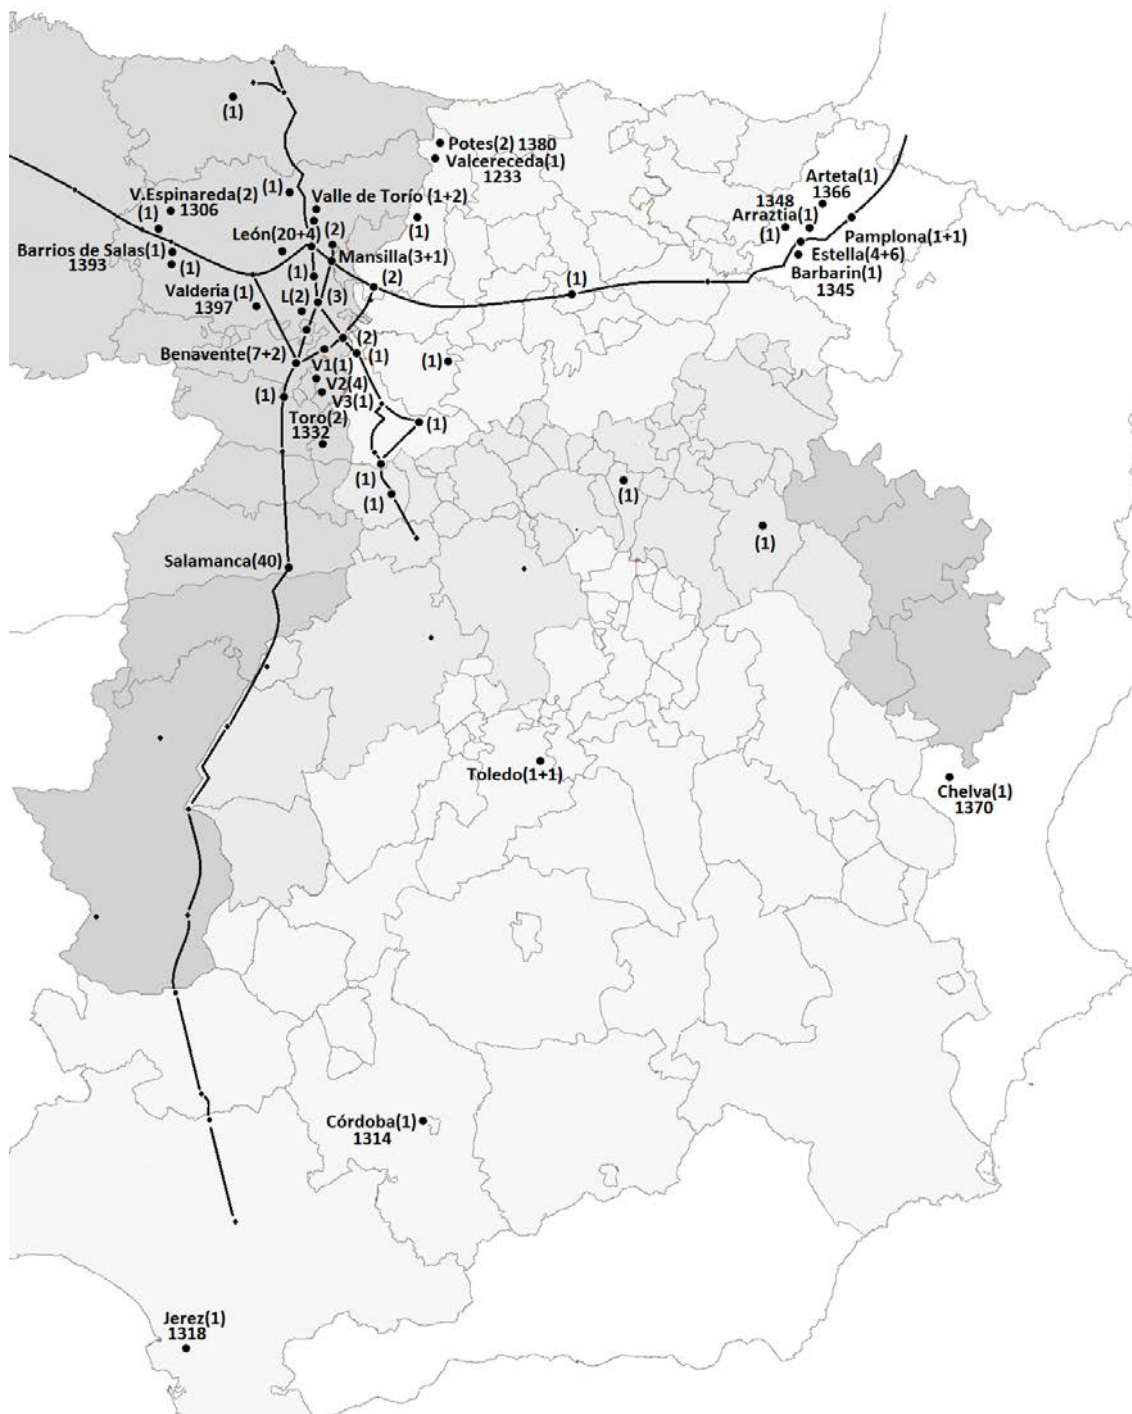 (1)
Potes(2) 1380
Valcereceda(1)
1233
V.Espinareda(2)
1306
(1)
(1)
Valle de Torío (1+2)
(1)
León(20+4)
(2)
Mansilla(3+1)
Barrios de Salas(1)
1393
(1)
(1)
(2)
Valderia (1)
1397
L(2)
(3)
(2)
(1)
Benavente(7+2)
V1(1)
V2(4)
V3(1)
(1)
(1)
Toro(2)
1332
(1)
(1)
(1)
Arteta(1)
1366
1348
Arraztia(1)
(1)
Pamplona(1+1)
Estella(4+6)
Barbarin(1)
1345
(1)
(1)
(1)
Salamanca(40)
Toledo(1+1)
Chelva(1)
1370
Córdoba(1)
1314
Jerez(1)
1318